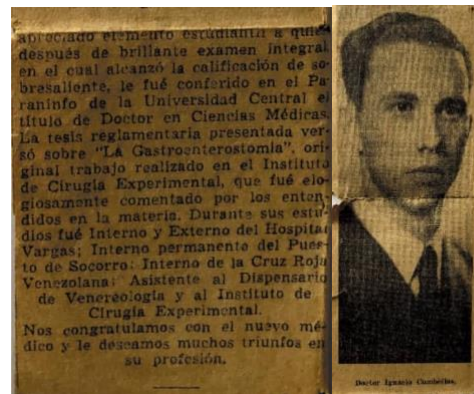 apreciado elemento estudiantil a quien
después de brillante examen integral
en el cual alcanzó la calificación de so-
bresaliente, le fué conferido en el Pa
raninfo de la Universidad Central el
título de Doctor en Ciencias Médicas.
La tesis reglamentaria presentada ver-
só sobre "LA Gastroenterostomia", ori-
ginal trabajo realizado en el Instituto
de Cirugía Experimental, que fué elo-
giosamente comentado por los enten-
didos en la materia. Durante sus estu-
dios fué Interno y Externo del Hospital
Vargas; Interno permanente del Pues-
to de Socorro; Interno de la Cruz Roja
Venezolana; Asistente al Dispensario
de Venereología y al Instituto de
Cirugía Experimental.
Nos congratulamos con el nuevo mé-
dico y le deseamos muchos triunfos en
su profesión.
Doctor Ignacio